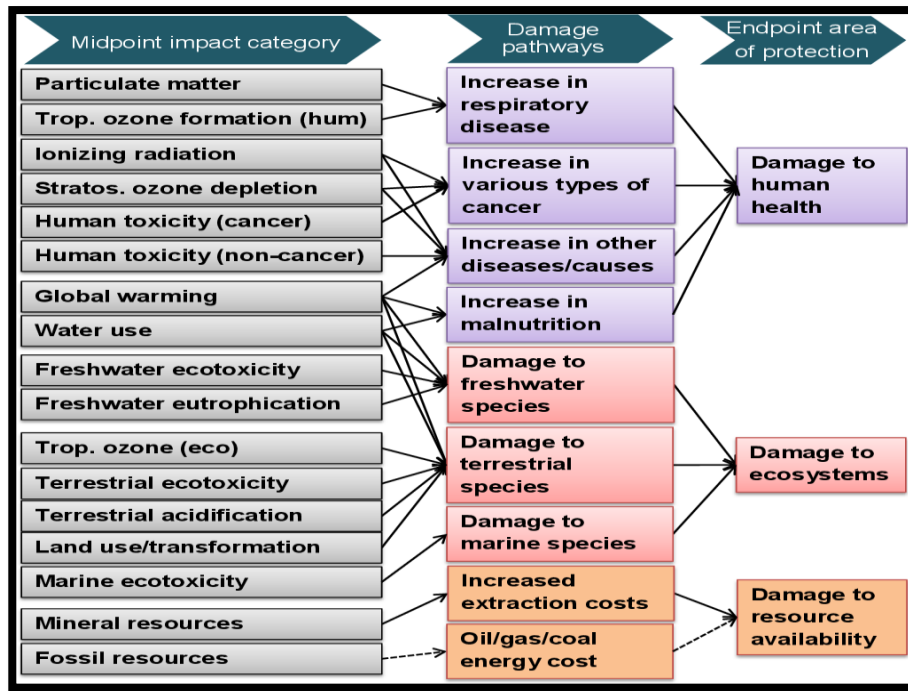 Midpoint impact category
Damage
pathways
Endpoint area
of protection
Particulate matter
Trop. ozone formation (hum)
Ionizing radiation
Stratos. ozone depletion
Human toxicity (cancer)
Human toxicity (non-cancer)
Global warming
Water use
Freshwater ecotoxicity
Freshwater eutrophication
Trop. ozone (eco)
Terrestrial ecotoxicity
Terrestrial acidification
Land use/transformation
Marine ecotoxicity
Mineral resources
Fossil resources
Increase in
respiratory
disease
Increase in
various types of
cancer
Increase in other
diseases/causes
Increase in
malnutrition
Damage to
freshwater
species
Damage to
terrestrial
species
Damage to
marine species
Increased
extraction costs
Oil/gas/coal
energy cost
Damage to
human
health
Damage to
ecosystems
Damage to
resource
availability